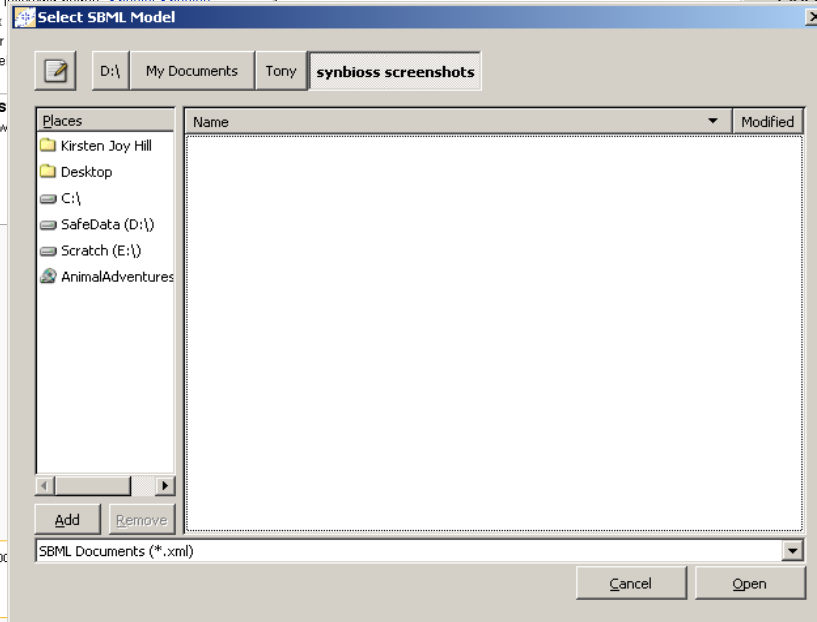 Select SBML Model
D:\ My Documents Tony synbioss screenshots
Places Name Modified
Kirsten Joy Hill
Desktop
C:\
SafeData (D:\)
Scratch (E:\)
AnimalAdventures
Add Remove
SBML Documents (*.xml)
Cancel Open